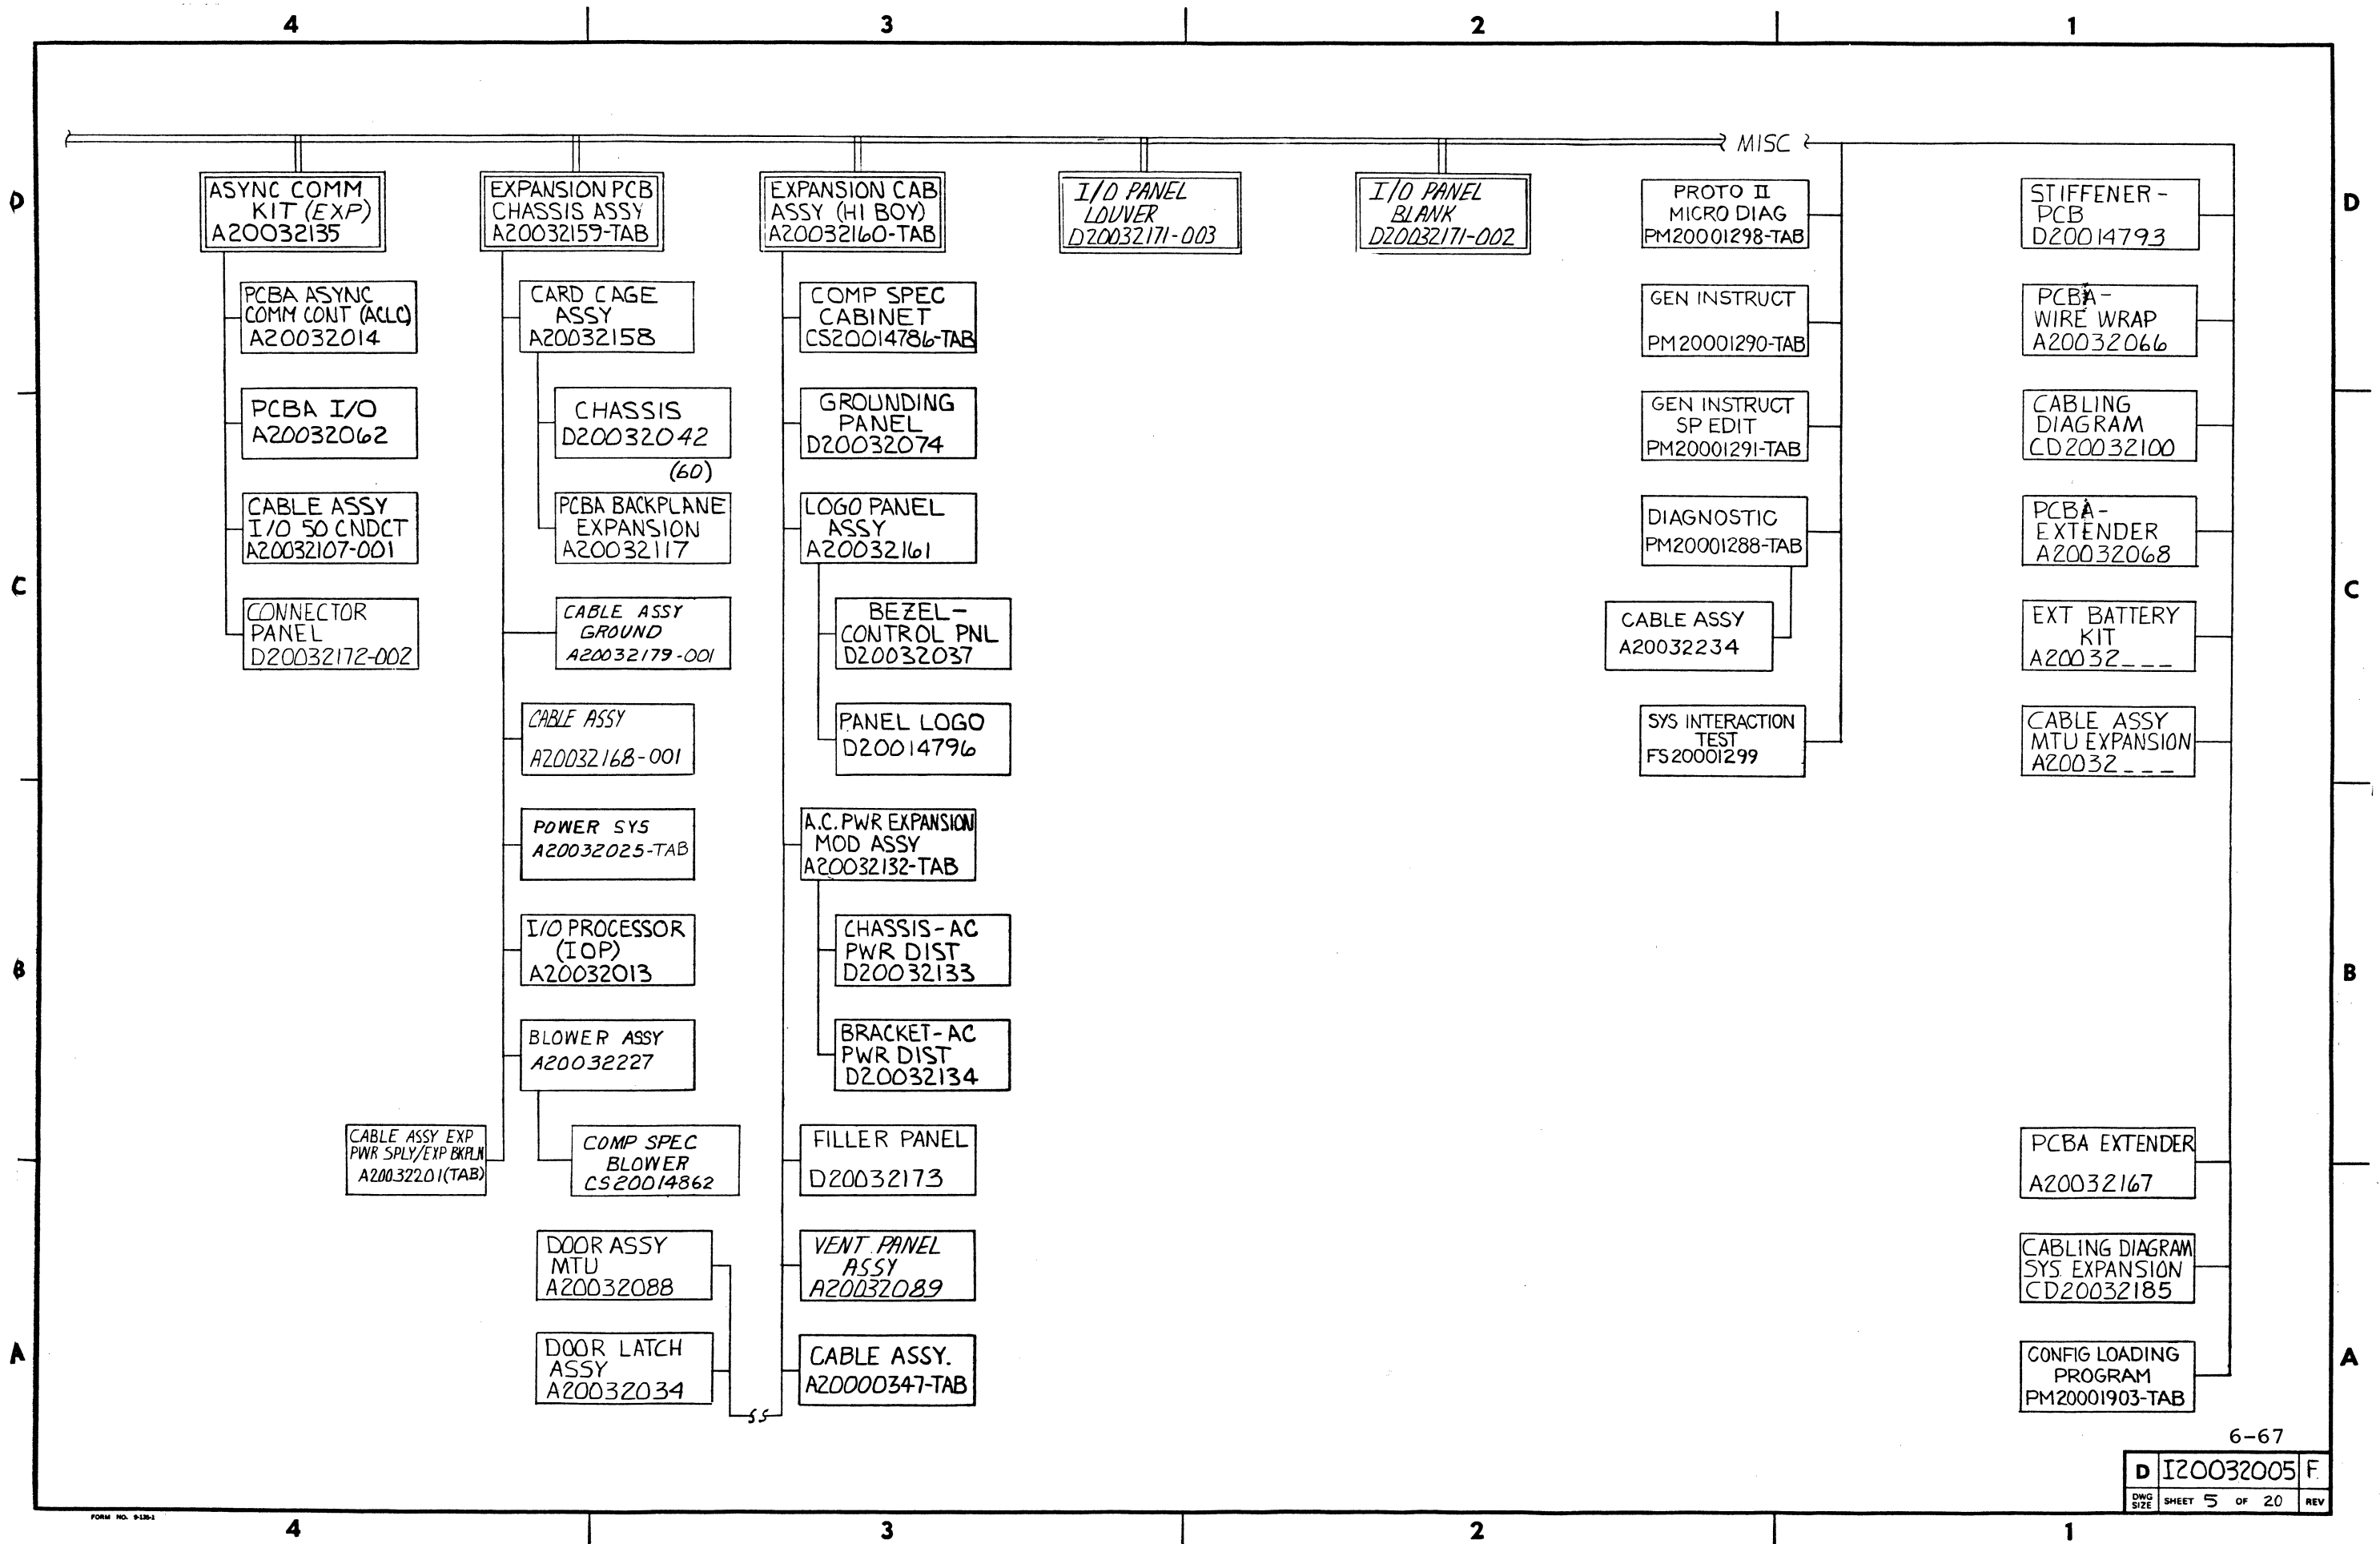 4
3
2
1
D
D
C
C
B
B
A
A
MISC
ASYNC COMM
KIT (EXP)
A20032135
PCBA ASYNC
COMM CONT (ACLC)
A20032014
PCBA I/O
A20032062
CABLE ASSY
I/O 50 CNDCT
A20032107-001
CONNECTOR
PANEL
D20032172-002
EXPANSION PCB
CHASSIS ASSY
A20032159-TAB
CARD CAGE
ASSY
A20032158
CHASSIS
D20032042
(60)
PCBA BACKPLANE
EXPANSION
A20032117
CABLE ASSY
GROUND
A20032179-001
CABLE ASSY
A20032168-001
POWER SYS
A20032025-TAB
I/O PROCESSOR
(IOP)
A20032013
BLOWER ASSY
A20032227
COMP SPEC
BLOWER
CS20014862
CABLE ASSY EXP
PWR SPLY/EXP BKPLN
A20032201(TAB)
EXPANSION CAB
ASSY (HI BOY)
A20032160-TAB
COMP SPEC
CABINET
CS20014786-TAB
GROUNDING
PANEL
D20032074
LOGO PANEL
ASSY
A20032161
BEZEL-
CONTROL PNL
D20032037
PANEL LOGO
D20014796
A.C. PWR EXPANSION
MOD ASSY
A20032132-TAB
CHASSIS-AC
PWR DIST
D20032133
BRACKET-AC
PWR DIST
D20032134
FILLER PANEL
D20032173
VENT PANEL
ASSY
A20032089
CABLE ASSY.
A20000347-TAB
DOOR ASSY
MTU
A20032088
DOOR LATCH
ASSY
A20032034
I/O PANEL
LOUVER
D20032171-003
I/O PANEL
BLANK
D20032171-002
PROTO II
MICRO DIAG
PM20001298-TAB
GEN INSTRUCT
PM20001290-TAB
GEN INSTRUCT
SP EDIT
PM20001291-TAB
DIAGNOSTIC
PM20001288-TAB
CABLE ASSY
A20032234
SYS INTERACTION
TEST
FS20001299
STIFFENER-
PCB
D20014793
PCBA-
WIRE WRAP
A20032066
CABLING
DIAGRAM
CD20032100
PCBA-
EXTENDER
A20032068
EXT BATTERY
KIT
A20032_ _ _
CABLE ASSY
MTU EXPANSION
A20032_ _ _
PCBA EXTENDER
A20032167
CABLING DIAGRAM
SYS. EXPANSION
CD20032185
CONFIG LOADING
PROGRAM
PM20001903-TAB
6-67
D I20032005 F
DWG SIZE SHEET 5 OF 20 REV
FORM NO. 9-135-1
4
3
2
1